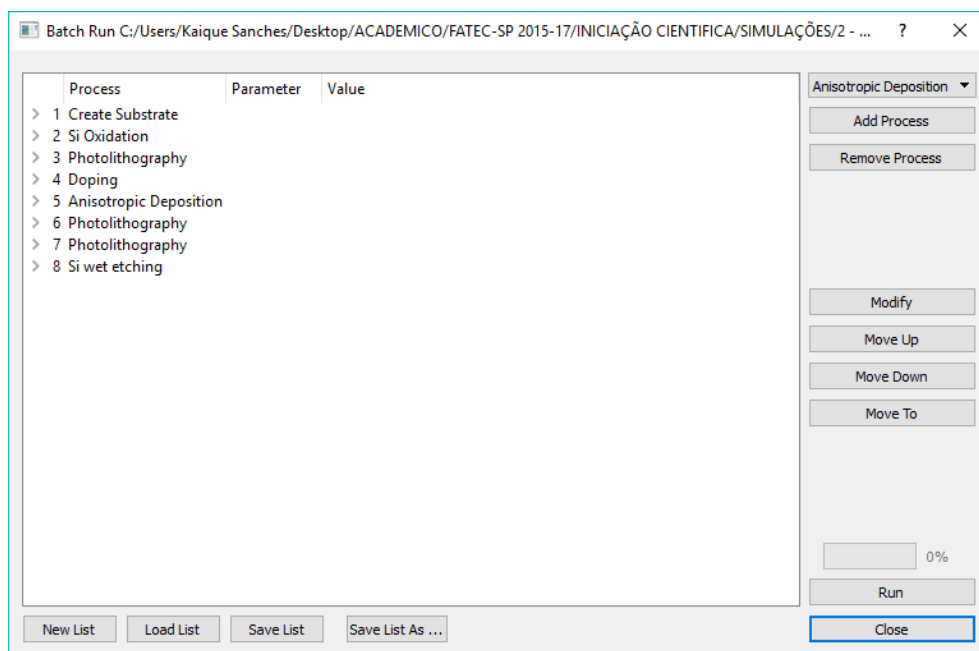 Batch Run C:/Users/Kaique Sanches/Desktop/ACADEMICO/FATEC-SP 2015-17/INICIAÇÃO CIENTIFICA/SIMULAÇÕES/2 - ... ?
Process Parameter Value
1 Create Substrate
2 Si Oxidation
3 Photolithography
4 Doping
5 Anisotropic Deposition
6 Photolithography
7 Photolithography
8 Si wet etching
Anisotropic Deposition
Add Process
Remove Process
Modify
Move Up
Move Down
Move To
0%
Run
New List Load List Save List Save List As ... Close